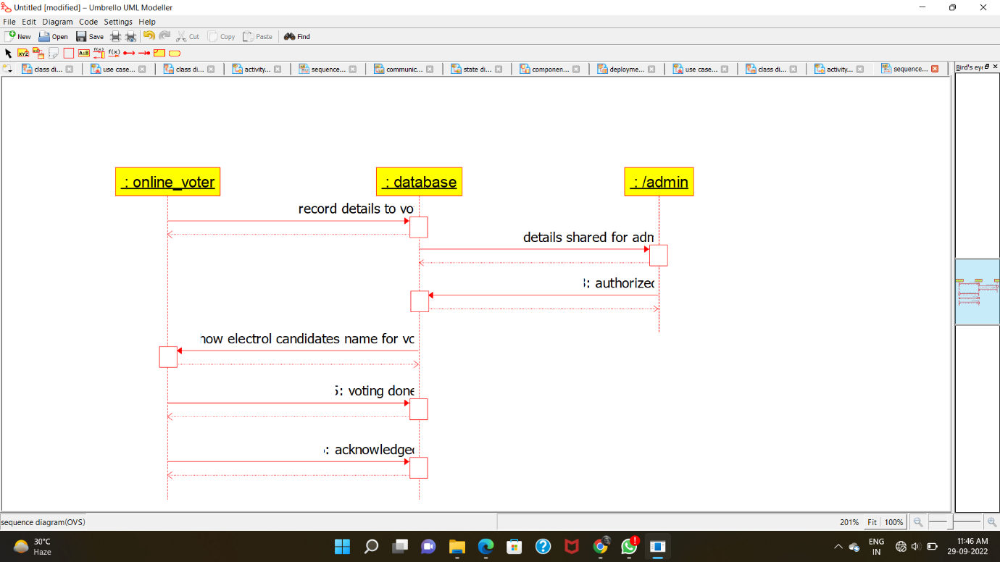 Untitled [modified] – Umbrello UML Modeller
File Edit Diagram Code Settings Help
New Open Save Cut Copy Paste Find
XYZ A:B f(x) f(x)
class di... use case... class di... activity... sequence... communic... state di... componen... deployme... use case... class di... activity... sequence... Bird's eye
: online_voter : database : /admin
record details to vo
details shared for adm
3: authorized
how electrol candidates name for vo
5: voting done
: acknowledged
sequence diagram(OVS) 201% Fit 100%
30°C
Haze
ENG
IN
11:46 AM
29-09-2022